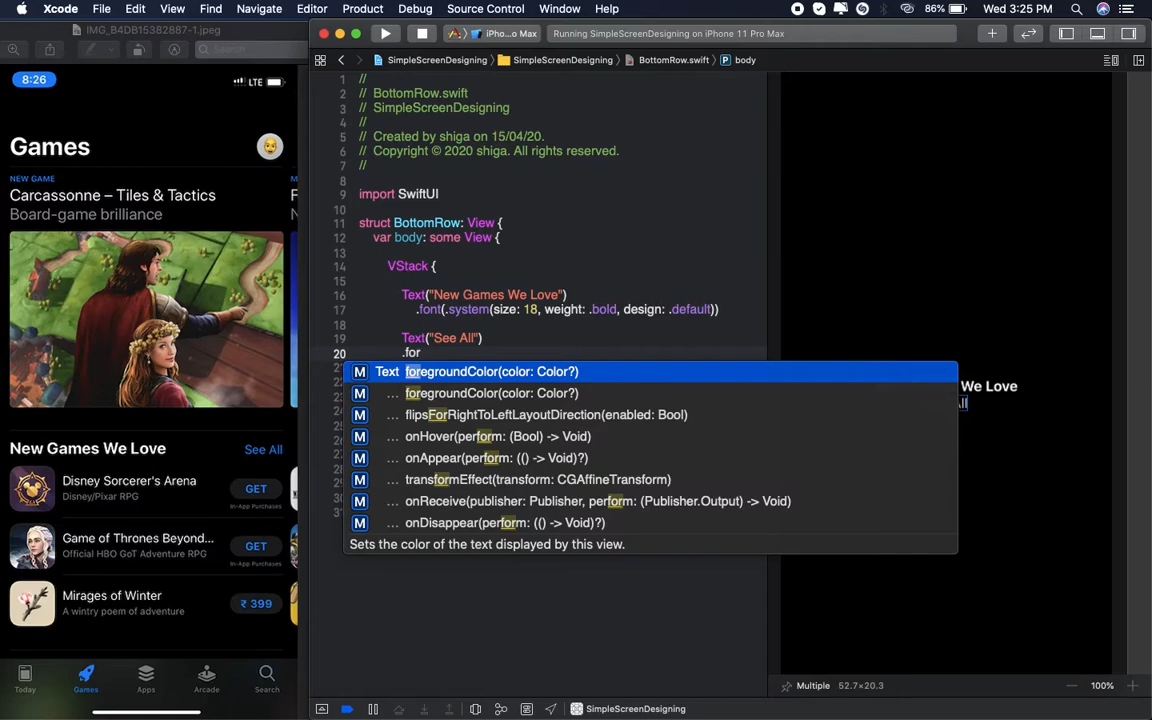 Xcode File Edit View Find Navigate Editor Product Debug Source Control Window Help 86% Wed 3:25 PM
IMG_B4DB15382887-1.jpeg
Search
iPho...o Max
Running SimpleScreenDesigning on iPhone 11 Pro Max
SimpleScreenDesigning SimpleScreenDesigning BottomRow.swift P body
8:26
LTE
Games
NEW GAME
Carcassonne – Tiles & Tactics
Board-game brilliance
New Games We Love See All
Disney Sorcerer's Arena
Disney/Pixar RPG
GET
In-App Purchases
Game of Thrones Beyond...
Official HBO GoT Adventure RPG
GET
In-App Purchases
Mirages of Winter
A wintry poem of adventure
₹ 399
Today Games Apps Arcade Search
1 //
2 // BottomRow.swift
3 // SimpleScreenDesigning
4 //
5 // Created by shiga on 15/04/20.
6 // Copyright © 2020 shiga. All rights reserved.
7 //
8
9 import SwiftUI
10
11 struct BottomRow: View {
12 var body: some View {
13
14 VStack {
15
16 Text("New Games We Love")
17 .font(.system(size: 18, weight: .bold, design: .default))
18
19 Text("See All")
20 .for
M Text foregroundColor(color: Color?)
M ... foregroundColor(color: Color?)
M ... flipsForRightToLeftLayoutDirection(enabled: Bool)
M ... onHover(perform: (Bool) -> Void)
M ... onAppear(perform: (() -> Void)?)
M ... transformEffect(transform: CGAffineTransform)
M ... onReceive(publisher: Publisher, perform: (Publisher.Output) -> Void)
M ... onDisappear(perform: (() -> Void)?)
Sets the color of the text displayed by this view.
We Love
Multiple 52.7×20.3
100%
SimpleScreenDesigning